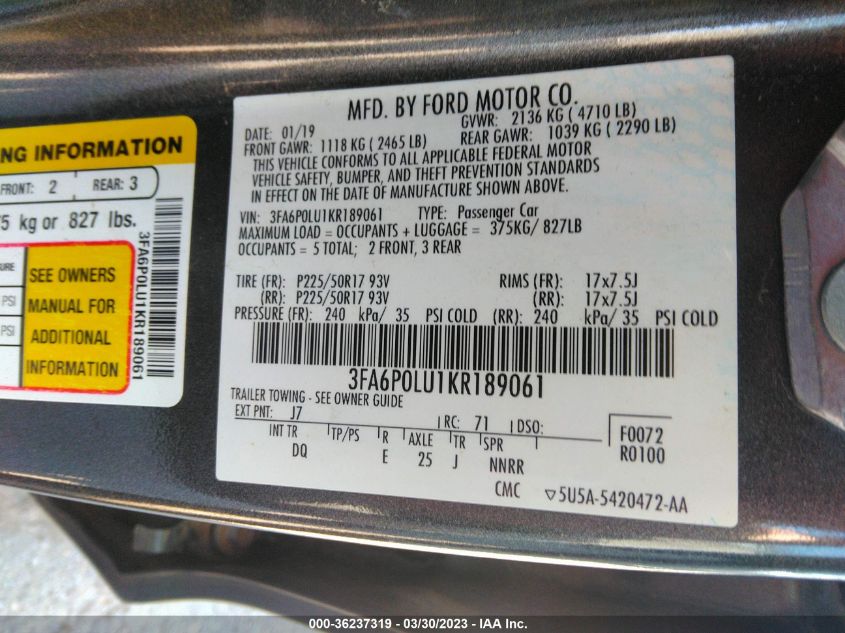 NG INFORMATION
FRONT: 2 REAR: 3
5 kg or 827 lbs.
SURE
PSI
PSI
SEE OWNERS
MANUAL FOR
ADDITIONAL
INFORMATION
3FA6P0LU1KR189061
MFD. BY FORD MOTOR CO.
DATE: 01/19 GVWR: 2136 KG ( 4710 LB)
FRONT GAWR: 1118 KG ( 2465 LB) REAR GAWR: 1039 KG ( 2290 LB)
THIS VEHICLE CONFORMS TO ALL APPLICABLE FEDERAL MOTOR
VEHICLE SAFETY, BUMPER, AND THEFT PREVENTION STANDARDS
IN EFFECT ON THE DATE OF MANUFACTURE SHOWN ABOVE.
VIN: 3FA6P0LU1KR189061 TYPE: Passenger Car
MAXIMUM LOAD = OCCUPANTS + LUGGAGE = 375KG/ 827LB
OCCUPANTS = 5 TOTAL; 2 FRONT, 3 REAR
TIRE (FR): P225/50R17 93V RIMS (FR): 17x7.5J
(RR): P225/50R17 93V (RR): 17x7.5J
PRESSURE (FR): 240 kPa/ 35 PSI COLD (RR): 240 kPa/ 35 PSI COLD
3FA6P0LU1KR189061
TRAILER TOWING - SEE OWNER GUIDE
EXT PNT: J7 RC: 71 DSO:
INT TR TP/PS R AXLE TR SPR
DQ E 25 J NNRR
F0072
R0100
CMC ▽5U5A-5420472-AA
000-36237319 / 03/30/2023 - IAA Inc.